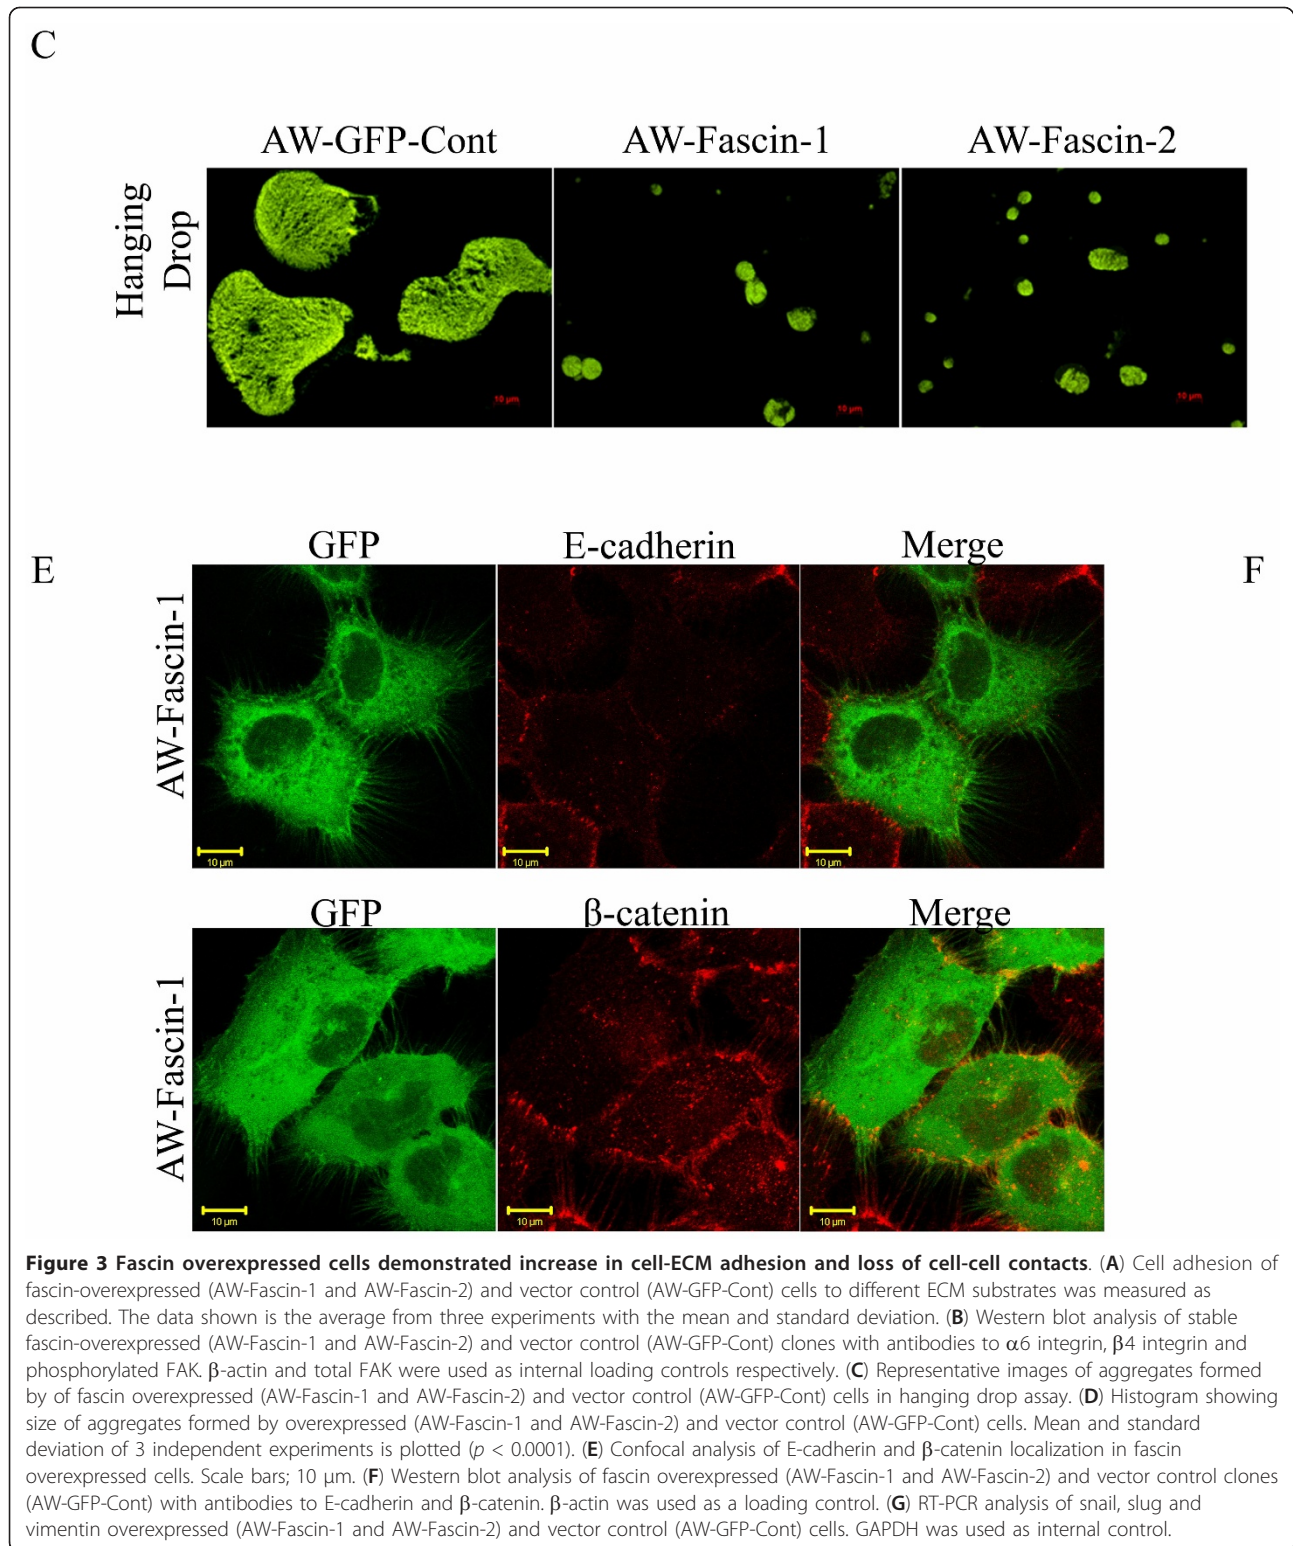 C
AW-GFP-Cont AW-Fascin-1 AW-Fascin-2
Hanging
Drop
10 µm 10 µm 10 µm
E
F
GFP E-cadherin Merge
AW-Fascin-1
10 µm 10 µm 10 µm
GFP β-catenin Merge
AW-Fascin-1
10 µm 10 µm 10 µm
Figure 3 Fascin overexpressed cells demonstrated increase in cell-ECM adhesion and loss of cell-cell contacts. (A) Cell adhesion of
fascin-overexpressed (AW-Fascin-1 and AW-Fascin-2) and vector control (AW-GFP-Cont) cells to different ECM substrates was measured as
described. The data shown is the average from three experiments with the mean and standard deviation. (B) Western blot analysis of stable
fascin-overexpressed (AW-Fascin-1 and AW-Fascin-2) and vector control (AW-GFP-Cont) clones with antibodies to α6 integrin, β4 integrin and
phosphorylated FAK. β-actin and total FAK were used as internal loading controls respectively. (C) Representative images of aggregates formed
by of fascin overexpressed (AW-Fascin-1 and AW-Fascin-2) and vector control (AW-GFP-Cont) cells in hanging drop assay. (D) Histogram showing
size of aggregates formed by overexpressed (AW-Fascin-1 and AW-Fascin-2) and vector control (AW-GFP-Cont) cells. Mean and standard
deviation of 3 independent experiments is plotted (p < 0.0001). (E) Confocal analysis of E-cadherin and β-catenin localization in fascin
overexpressed cells. Scale bars; 10 µm. (F) Western blot analysis of fascin overexpressed (AW-Fascin-1 and AW-Fascin-2) and vector control clones
(AW-GFP-Cont) with antibodies to E-cadherin and β-catenin. β-actin was used as a loading control. (G) RT-PCR analysis of snail, slug and
vimentin overexpressed (AW-Fascin-1 and AW-Fascin-2) and vector control (AW-GFP-Cont) cells. GAPDH was used as internal control.